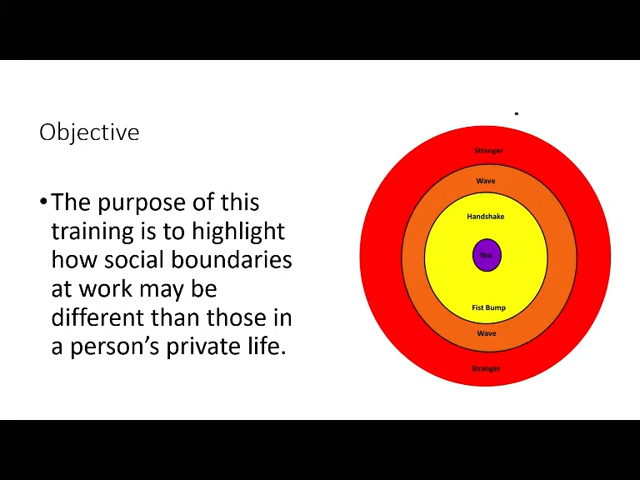 Objective
•The purpose of this
training is to highlight
how social boundaries
at work may be
different than those in
a person’s private life.
Stranger
Wave
Handshake
You
Fist Bump
Wave
Stranger